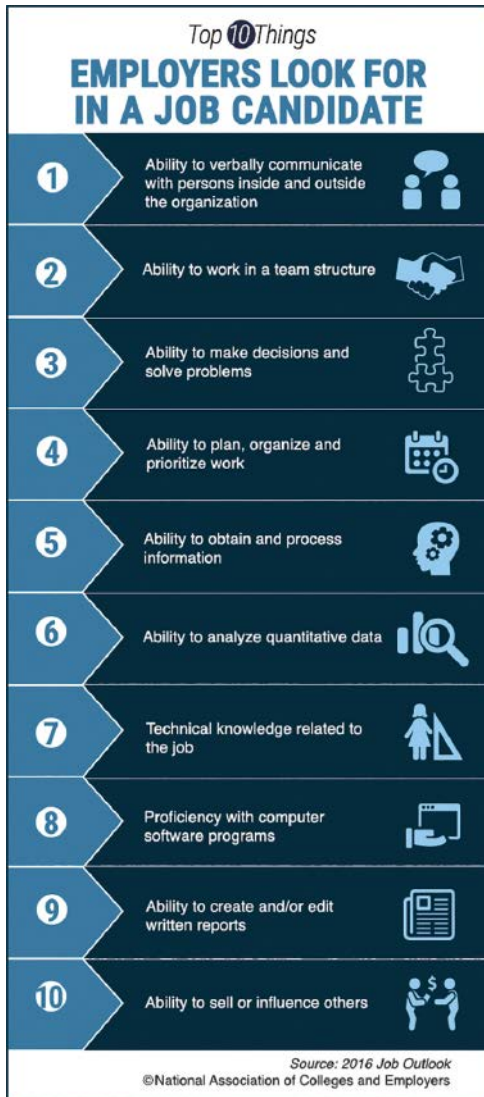 Top 10 Things
EMPLOYERS LOOK FOR
IN A JOB CANDIDATE
1
Ability to verbally communicate
with persons inside and outside
the organization
2
Ability to work in a team structure
3
Ability to make decisions and
solve problems
4
Ability to plan, organize and
prioritize work
5
Ability to obtain and process
information
6
Ability to analyze quantitative data
7
Technical knowledge related to
the job
8
Proficiency with computer
software programs
9
Ability to create and/or edit
written reports
10
Ability to sell or influence others
$
Source: 2016 Job Outlook
©National Association of Colleges and Employers